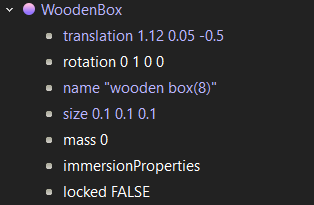 WoodenBox
translation 1.12 0.05 -0.5
rotation 0 1 0 0
name "wooden box(8)"
size 0.1 0.1 0.1
mass 0
immersionProperties
locked FALSE